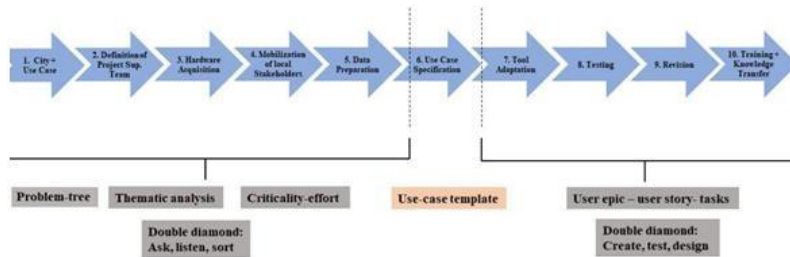 1. City+
Use Case
2. Definition of
Project Sup.
Team
3. Hardware
Acquisition
4. Mobilization
of local
Stakeholders
5. Data
Preparation
6. Use Case
Specification
7. Tool
Adaptation
8. Testing
9. Revision
10. Training +
Knowledge
Transfer
Problem-tree
Thematic analysis
Criticality-effort
Use-case template
User epic – user story- tasks
Double diamond:
Ask, listen, sort
Double diamond:
Create, test, design